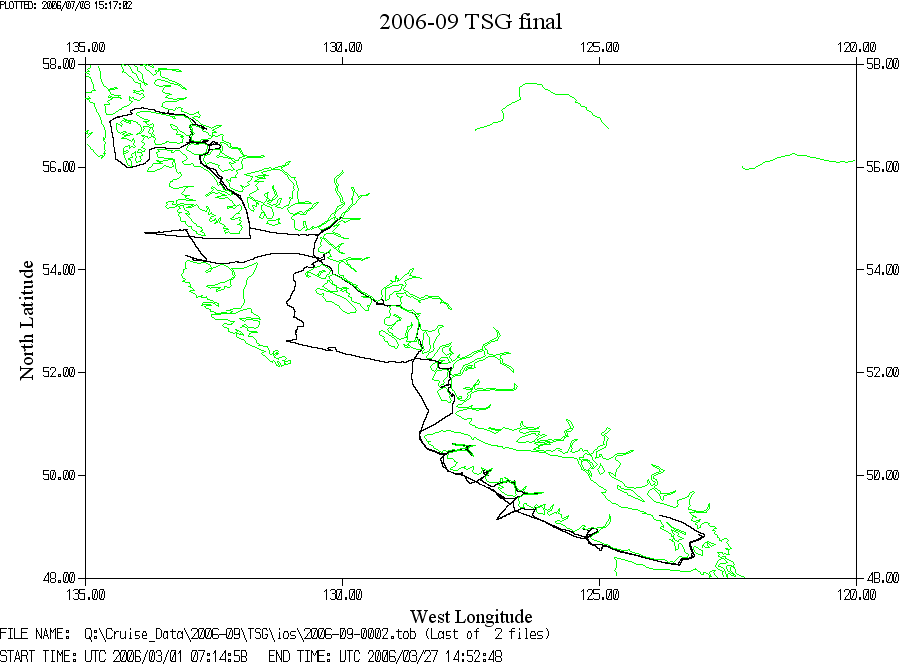 PLOTTED: 2006/07/03 15:17:02
2006-09 TSG final
135.00 130.00 125.00 120.00
58.00 58.00
56.00 56.00
54.00 54.00
52.00 52.00
50.00 50.00
48.00 48.00
North Latitude
135.00 130.00 125.00 120.00
West Longitude
FILE NAME: Q:\Cruise_Data\2006-09\TSG\ios\2006-09-0002.tob (Last of 2 files)
START TIME: UTC 2006/03/01 07:14:58 END TIME: UTC 2006/03/27 14:52:48